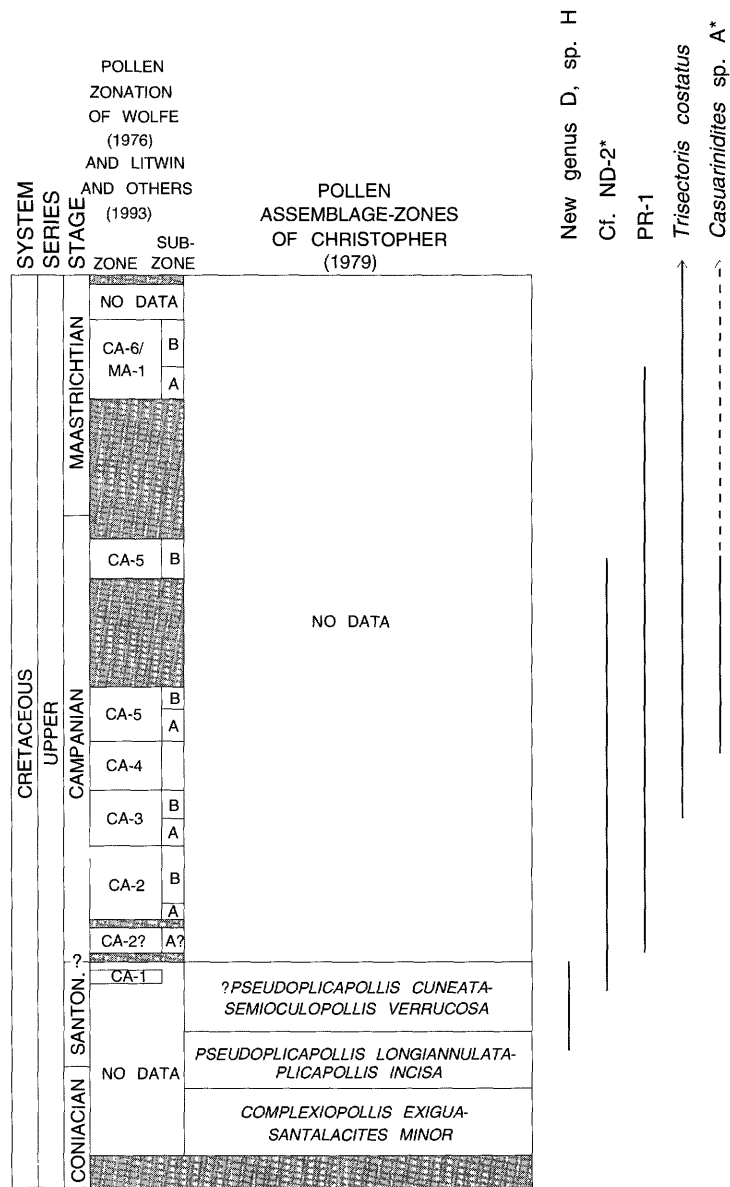 POLLEN
ZONATION
OF WOLFE
(1976)
AND LITWIN
AND OTHERS
(1993)
SYSTEM
SERIES
STAGE
ZONE
SUB-
ZONE
POLLEN
ASSEMBLAGE-ZONES
OF CHRISTOPHER
(1979)
New genus D, sp. H
Cf. ND-2*
PR-1
Trisectoris costatus
Casuarinidites sp. A*
CRETACEOUS
UPPER
MAASTRICHTIAN
CAMPANIAN
?
SANTON.
CONIACIAN
NO DATA
CA-6/
MA-1
B
A
CA-5
B
CA-5
B
A
CA-4
CA-3
B
A
CA-2
B
A
CA-2?
A?
CA-1
NO DATA
NO DATA
?PSEUDOPLICAPOLLIS CUNEATA-
SEMIOCULOPOLLIS VERRUCOSA
PSEUDOPLICAPOLLIS LONGIANNULATA-
PLICAPOLLIS INCISA
COMPLEXIOPOLLIS EXIGUA-
SANTALACITES MINOR